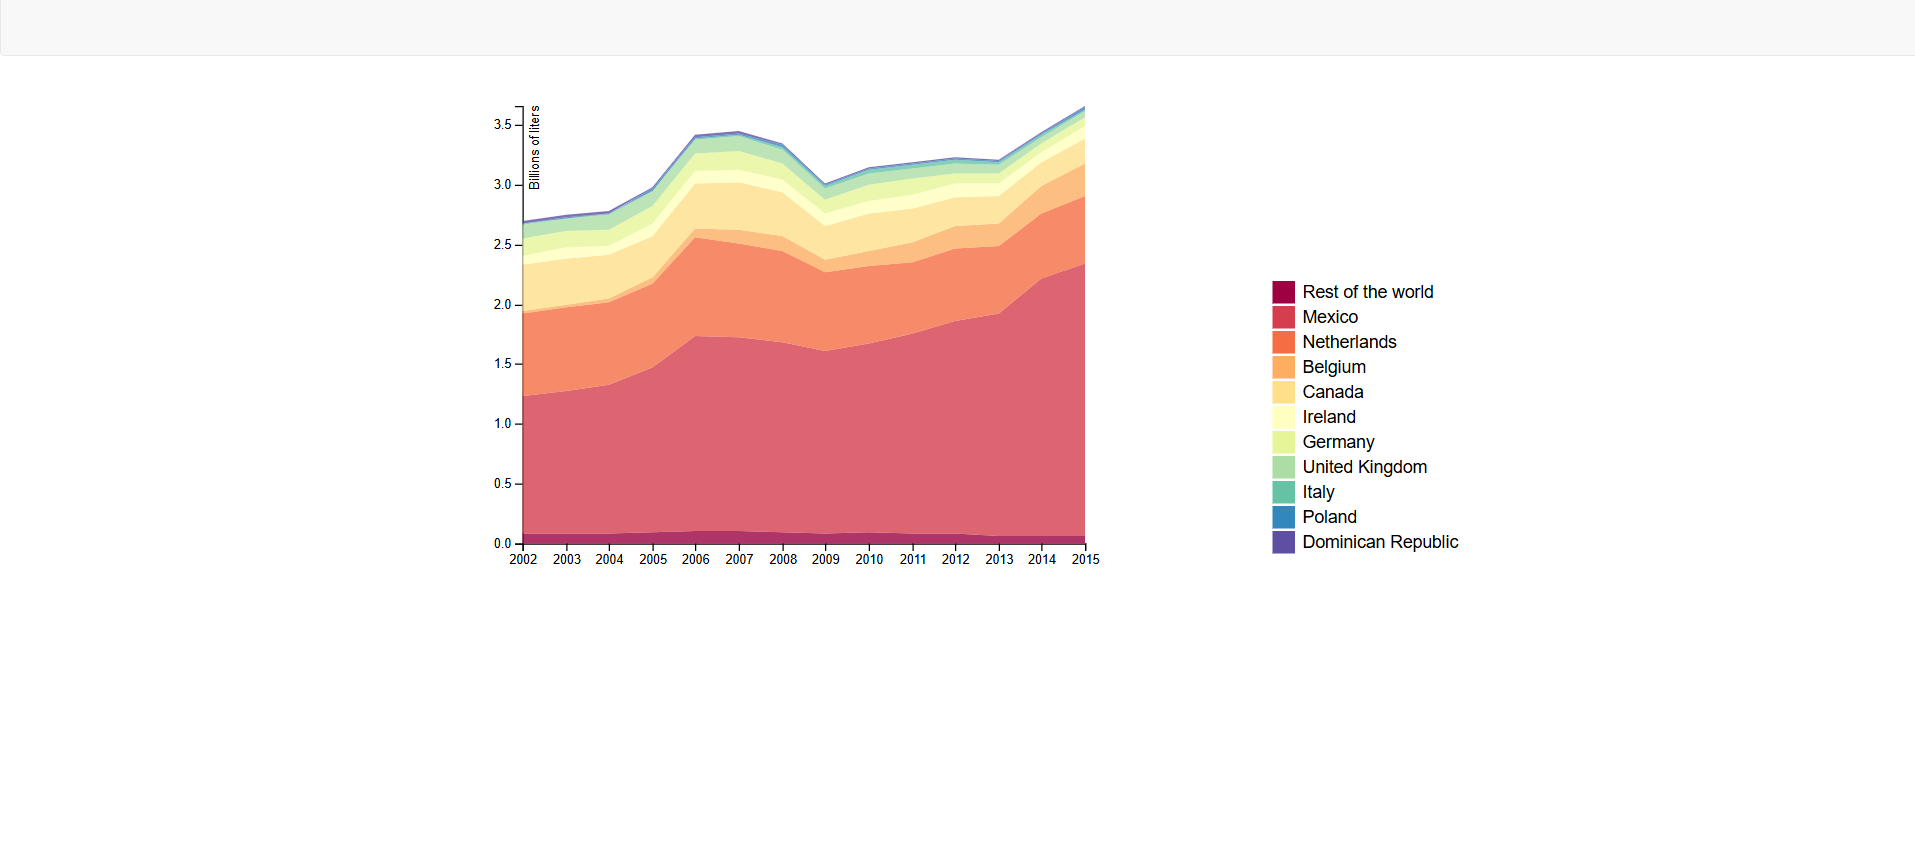 Billions of liters
3.5
3.0
2.5
2.0
1.5
1.0
0.5
0.0
2002 2003 2004 2005 2006 2007 2008 2009 2010 2011 2012 2013 2014 2015
Rest of the world
Mexico
Netherlands
Belgium
Canada
Ireland
Germany
United Kingdom
Italy
Poland
Dominican Republic